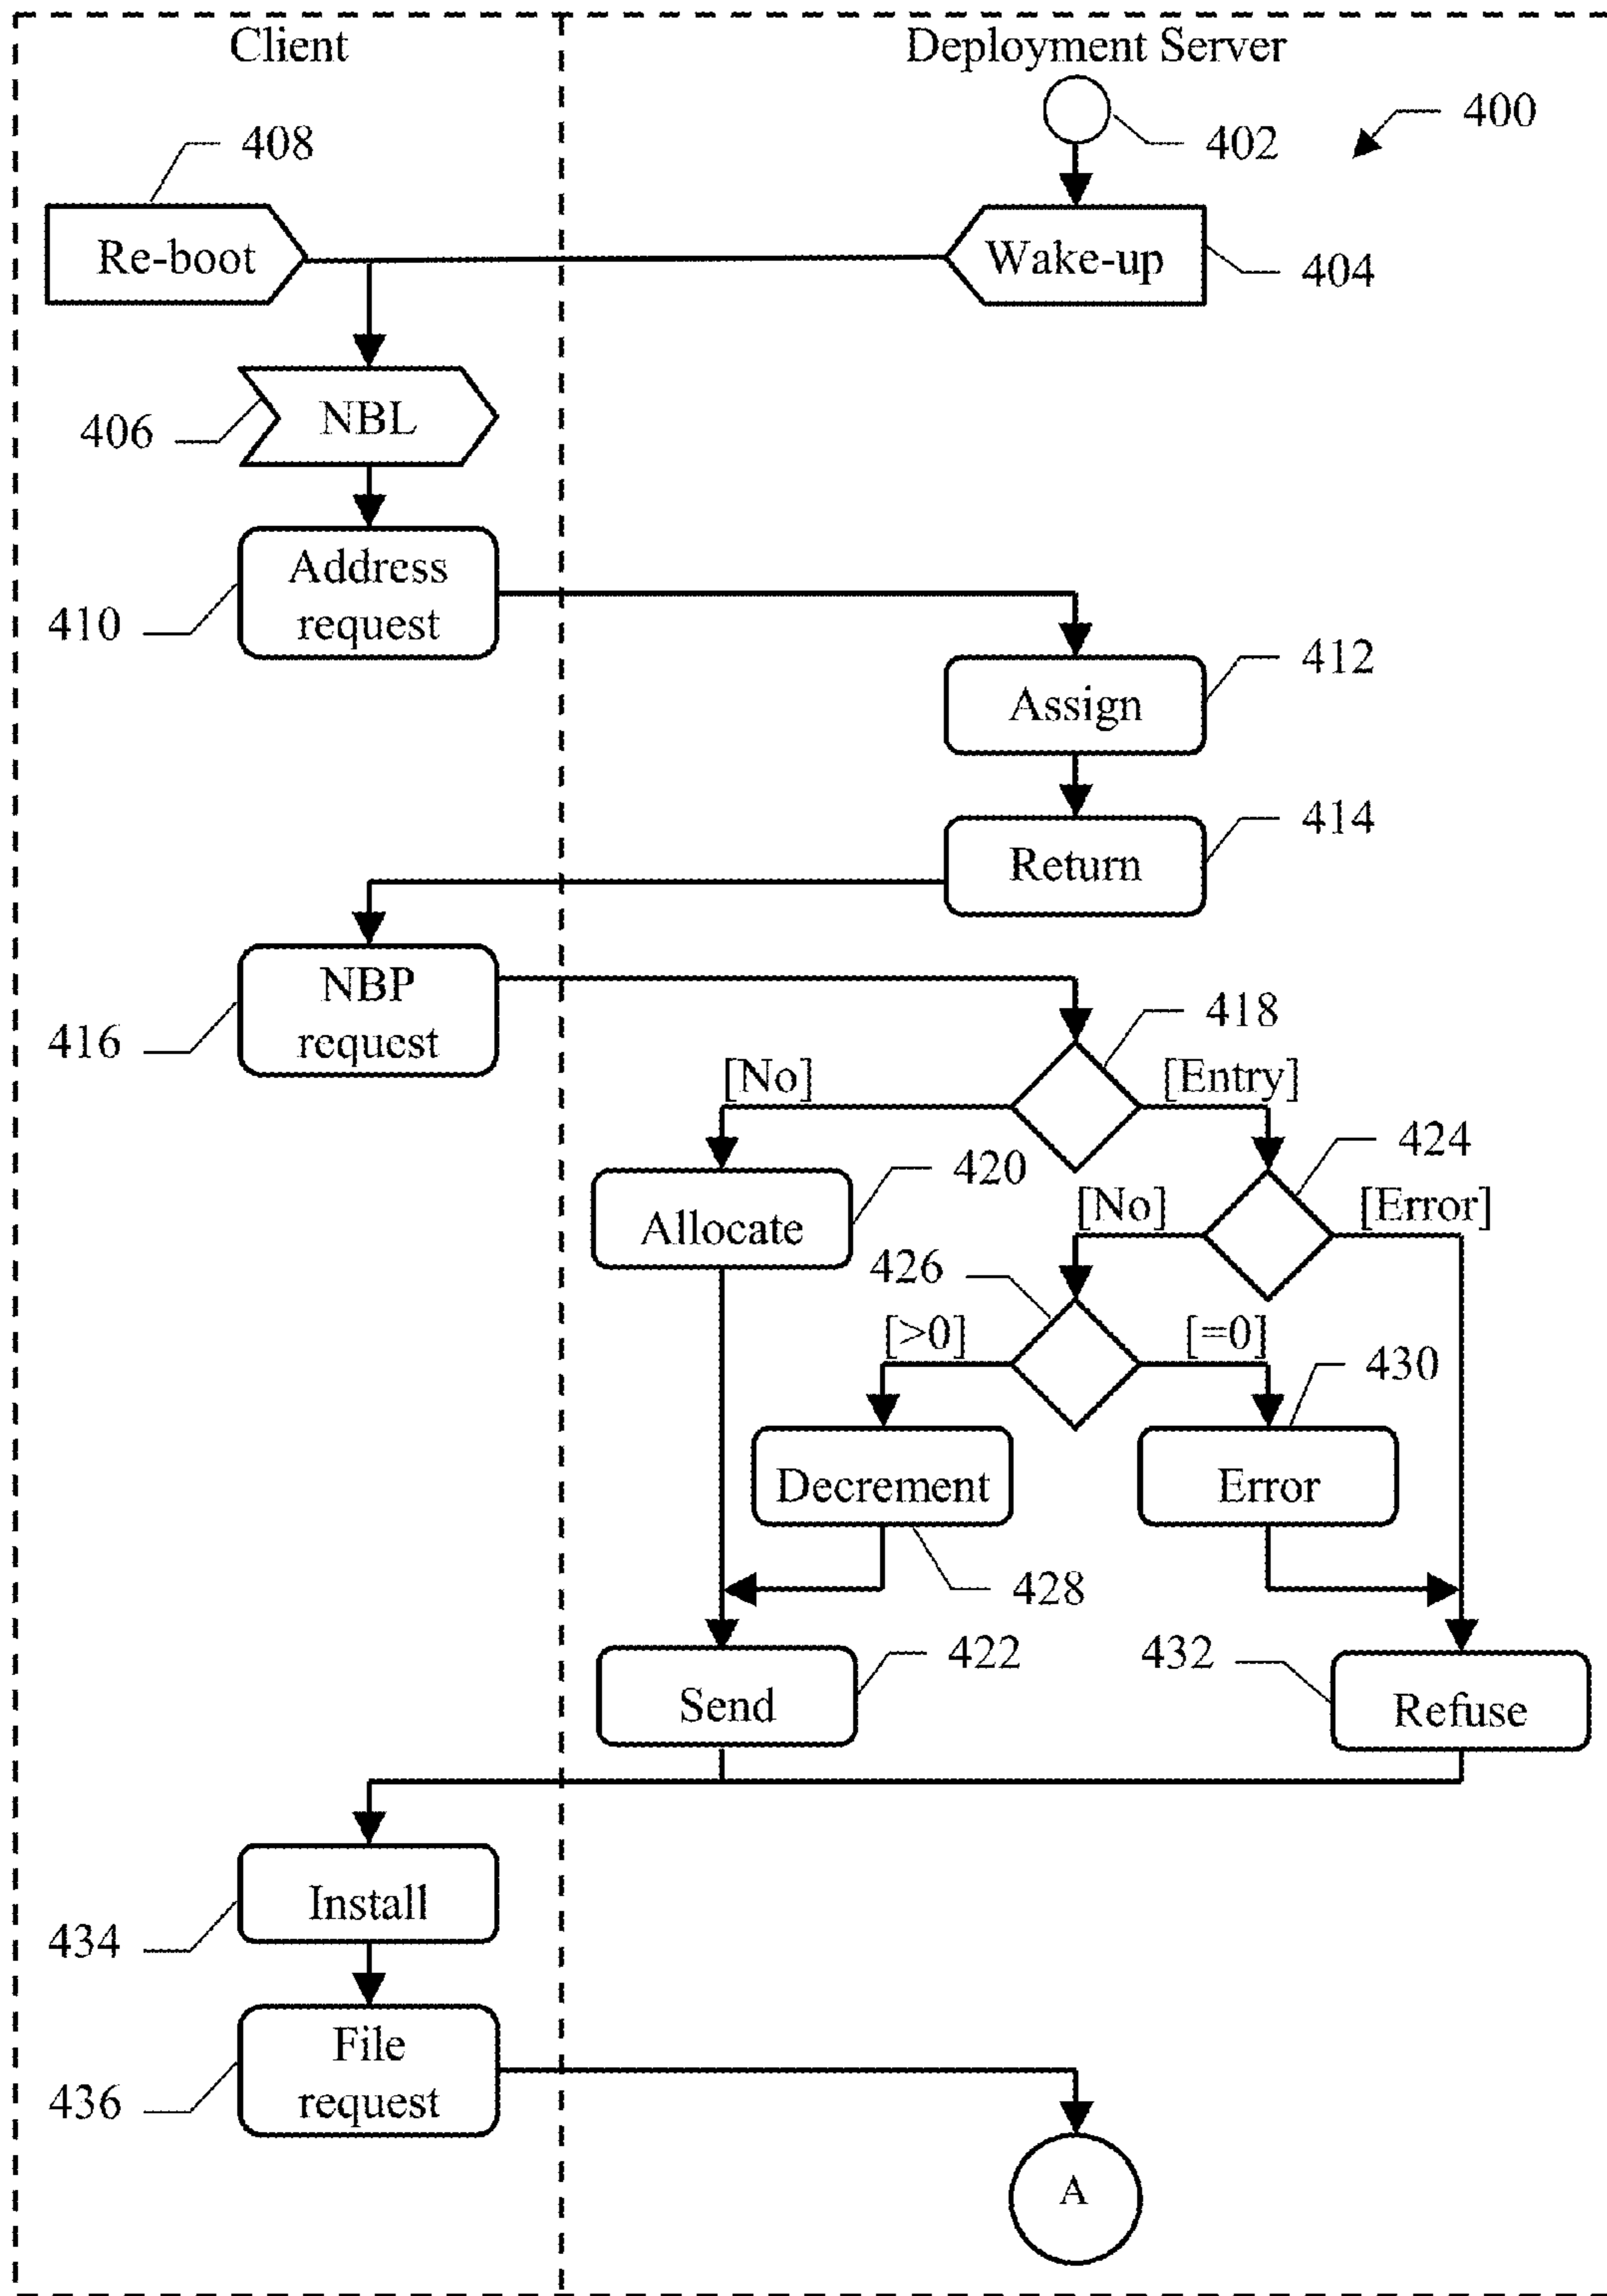 Client
Deployment Server
402
400
408
Re-boot
Wake-up
404
406
NBL
Address
request
410
412
Assign
414
Return
NBP
request
416
418
[No]
[Entry]
424
420
Allocate
[No]
[Error]
426
[>0]
[=0]
430
Decrement
Error
428
422
432
Send
Refuse
Install
434
File
request
436
A